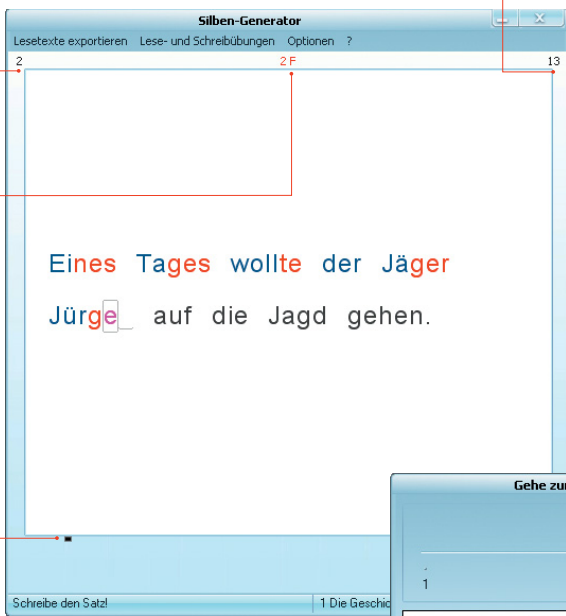 Silben-Generator
Lesetexte exportieren Lese- und Schreibübungen Optionen ?
2 2 F 13
Eines Tages wollte der Jäger
Jürge_ auf die Jagd gehen.
Gehe zu
1
Schreibe den Satz! 1 Die Geschic